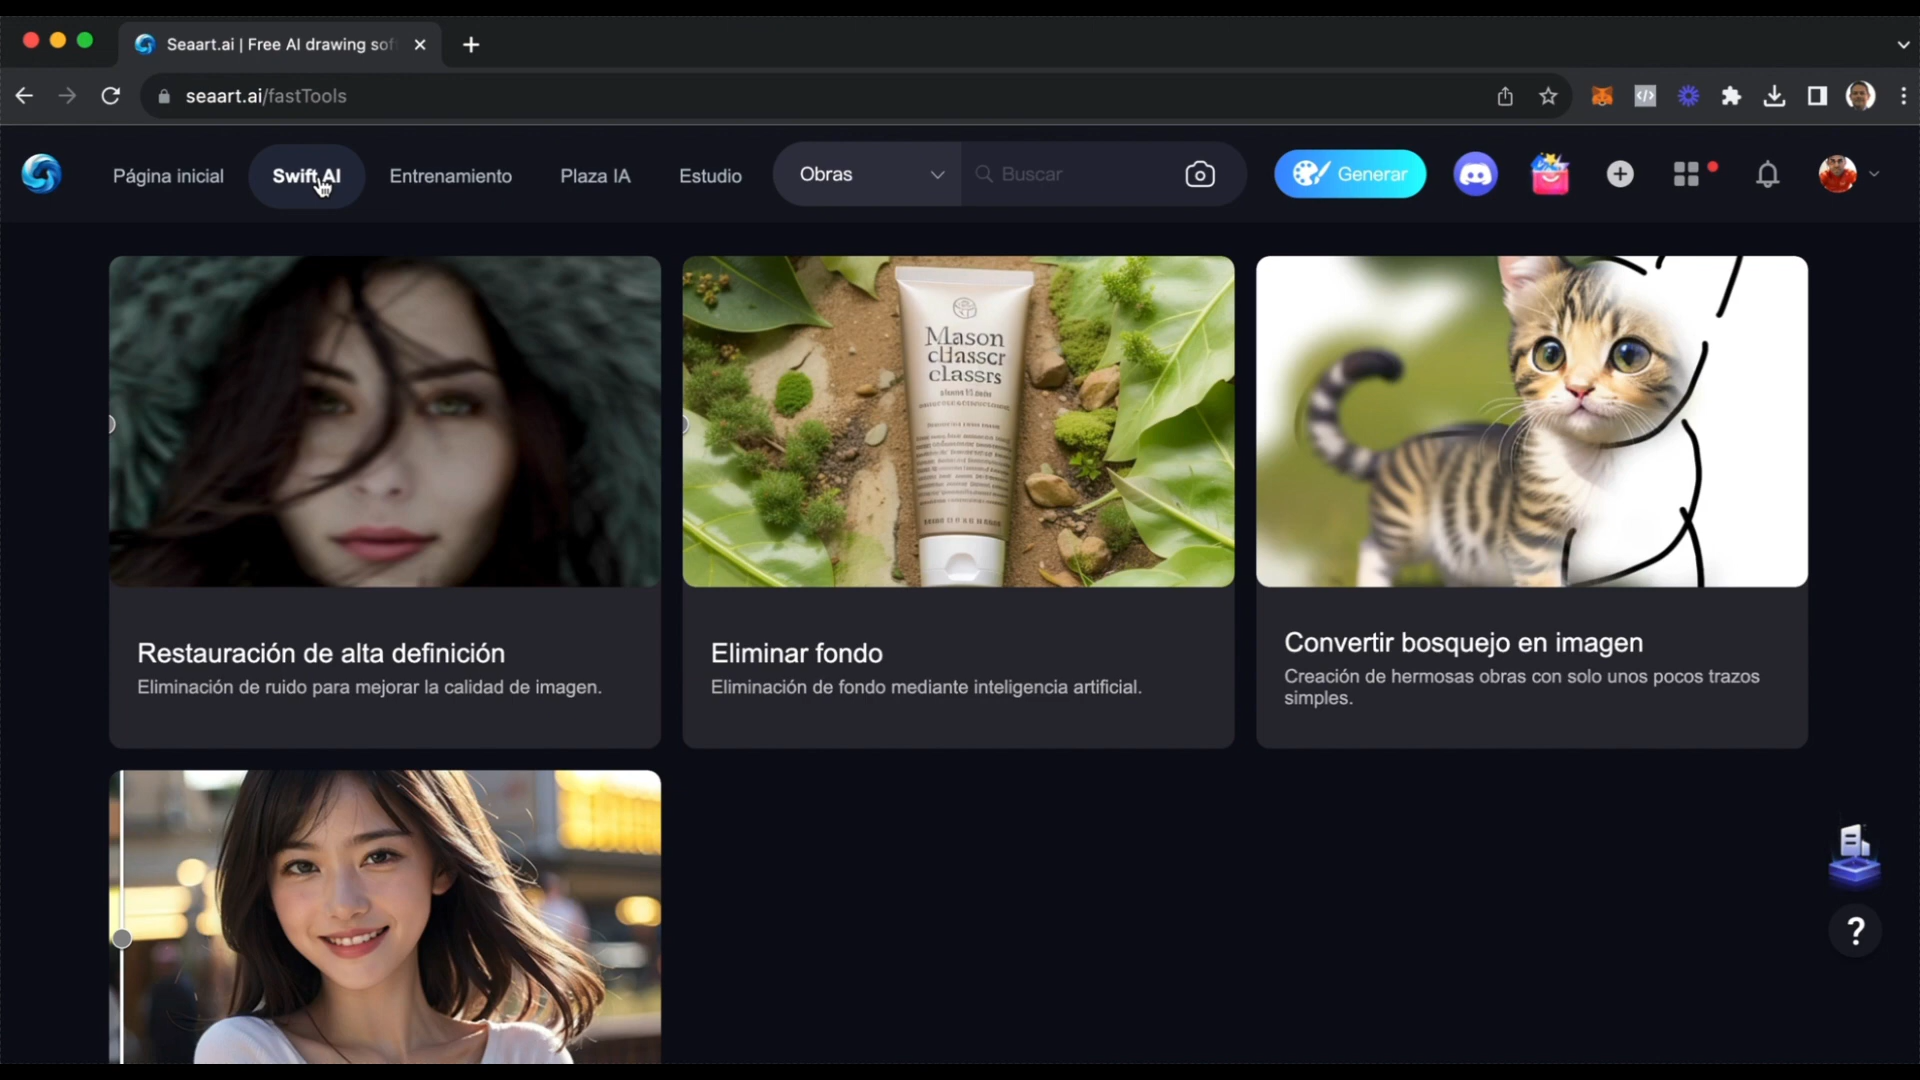 Seaart.ai | Free AI drawing sof
seaart.ai/fastTools
Página inicial
Swift AI
Entrenamiento
Plaza IA
Estudio
Obras
Buscar
Generar
Mason
Restauración de alta definición
Eliminación de ruido para mejorar la calidad de imagen.
Eliminar fondo
Eliminación de fondo mediante inteligencia artificial.
Convertir bosquejo en imagen
Creación de hermosas obras con solo unos pocos trazos
simples.
?